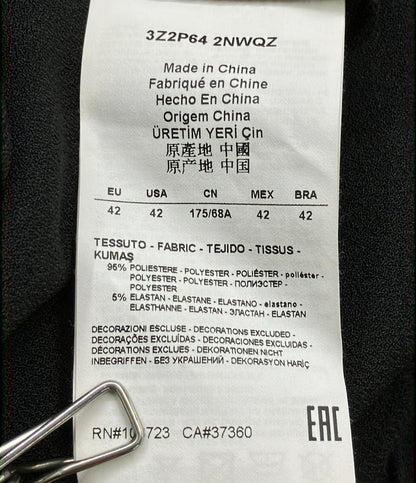 3Z2P64 2NWQZ
Made in China
Fabriqué en Chine
Hecho En China
Origem China
ÜRETİM YERİ Çin
原產地 中國
原产地 中国
EU USA CN MEX BRA
42 42 175/68A 42 42
TESSUTO - FABRIC - TEJIDO - TISSUS -
KUMAŞ
95% POLIESTERE - POLYESTER - POLIÉSTER - poliéster -
POLYESTER - POLYESTER - ПОЛИЭСТЕР -
POLYESTER
5% ELASTAN - ELASTANE - ELASTANO - elastano -
ELASTHANNE - ELASTAN - ЭЛАСТАН - ELASTAN
DECORAZIONI ESCLUSE - DECORATIONS EXCLUDED -
DECORAÇÕES EXCLUÍDAS - DECORACIONES EXCLUIDAS -
DÉCORATIONS EXCLUES - DEKORATIONEN NICHT
INBEGRIFFEN - БЕЗ УКРАШЕНИЙ - DEKORASYON HARİÇ
EAC
CA#37360